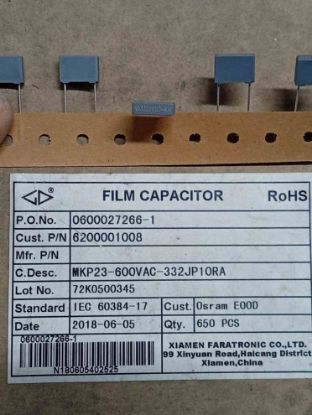 ® FILM CAPACITOR RoHS
P.O.No. 0600027266-1
Cust. P/N 6200001008
Mfr. P/N
C.Desc. MKP23-600VAC-332JP10RA
Lot No. 72K0500345
Standard IEC 60384-17 Cust. Osram EOOD
Date 2018-06-05 Qty. 650 PCS
0600027266-1
N180605402525
XIAMEN FARATRONIC CO.,LTD.
99 Xinyuan Road,Haicang District
Xiamen,China